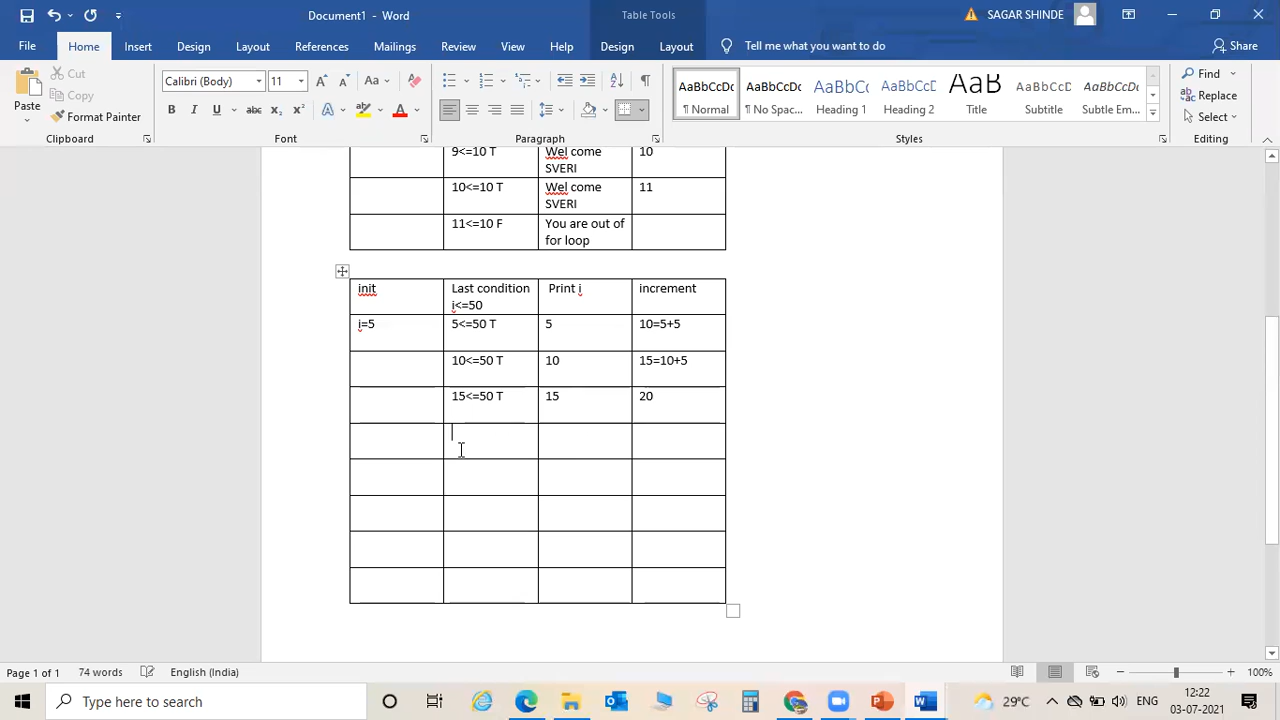 Document1 - Word
Table Tools
SAGAR SHINDE
File Home Insert Design Layout References Mailings Review View Help Design Layout Tell me what you want to do Share
Paste
Cut
Copy
Format Painter
Clipboard
Calibri (Body) 11
Aa
B I U abc A A
Font
Paragraph
AaBbCcDc AaBbCcDc AaBbC AaBbCcD AaB AaBbCcD AaBbCcD
¶ Normal ¶ No Spac... Heading 1 Heading 2 Title Subtitle Subtle Em...
Styles
Find
Replace
Select
Editing
9<=10 T Wel come SVERI 10
10<=10 T Wel come SVERI 11
11<=10 F You are out of for loop
init Last condition i<=50 Print i increment
i=5 5<=50 T 5 10=5+5
10<=50 T 10 15=10+5
15<=50 T 15 20
Page 1 of 1 74 words English (India) 100%
Type here to search
29°C ENG 12:22
03-07-2021